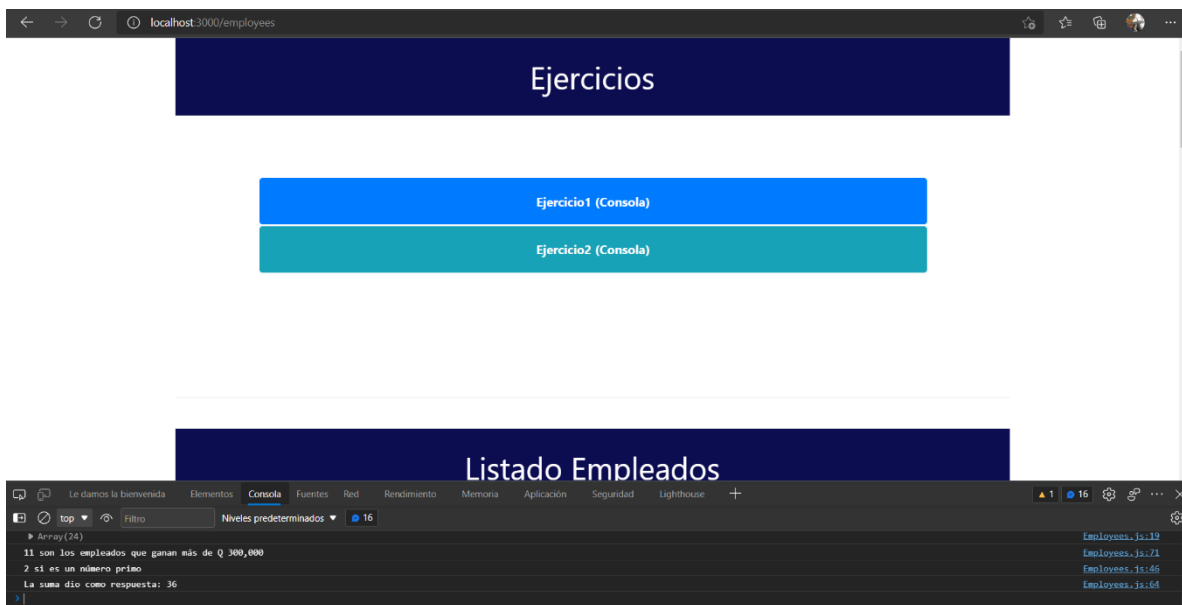 localhost:3000/employees
Ejercicios
Ejercicio1 (Consola)
Ejercicio2 (Consola)
Listado Empleados
Le damos la bienvenida Elementos Consola Fuentes Red Rendimiento Memoria Aplicación Seguridad Lighthouse + 1 16
top Filtro Niveles predeterminados 16
Array(24) Employees.js:19
11 son los empleados que ganan más de Q 300,000 Employees.js:71
2 si es un número primo Employees.js:46
La suma dio como respuesta: 36 Employees.js:64
>